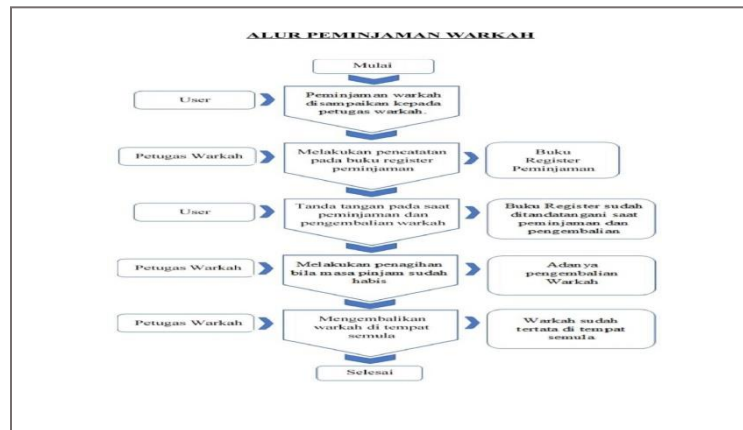 ALUR PEMINJAMAN WARKAH
Mulai
User
Peminjaman warkah
disampaikan kepada
petugas warkah.
Petugas Warkah
Melakukan pencatatan
pada buku register
peminjaman
Buku
Register
Peminjaman
User
Tanda tangan pada saat
peminjaman dan
pengembalian warkah
Buku Register sudah
ditandatangani saat
peminjaman dan
pengembalian
Petugas Warkah
Melakukan penagihan
bila masa pinjam sudah
habis
Adanya
pengembalian
Warkah
Petugas Warkah
Mengembalikan
warkah di tempat
semula
Warkah sudah
tertata di tempat
semula
Selesai